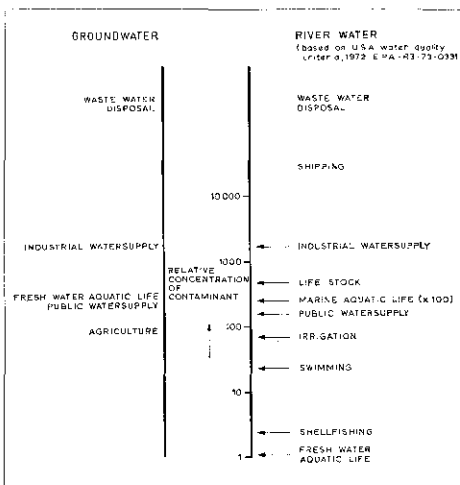 GROUNDWATER
WASTE WATER
DISPOSAL
INDUSTRIAL WATERSUPPLY
FRESH WATER AQUATIC LIFE
PUBLIC WATERSUPPLY
AGRICULTURE
RELATIVE
CONCENTRATION
OF
CONTAMINANT
10.000
1000
100
10
1
RIVER WATER
(based on USA water quality
criteria, 1972 EPA-R3-73-033)
WASTE WATER
DISPOSAL
SHIPPING
INDUSTRIAL WATERSUPPLY
LIFE STOCK
MARINE AQUATIC LIFE (x100)
PUBLIC WATERSUPPLY
IRRIGATION
SWIMMING
SHELLFISHING
FRESH WATER
AQUATIC LIFE